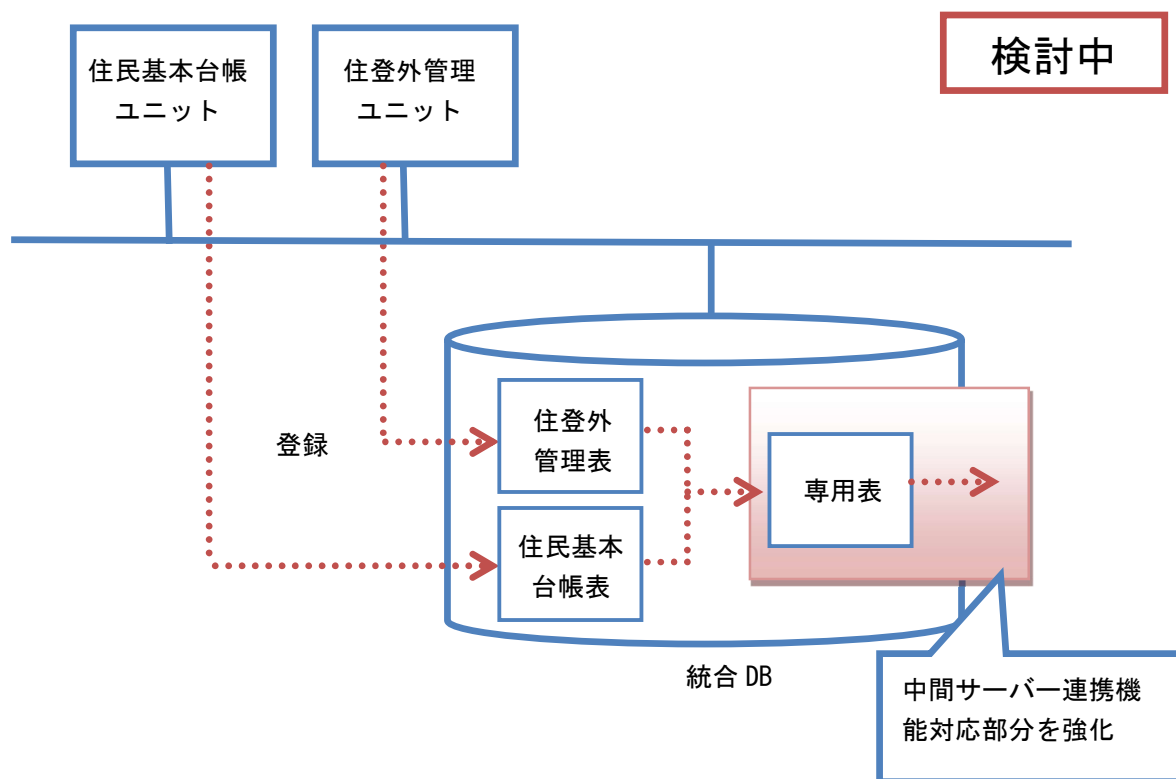 住民基本台帳
ユニット
住登外管理
ユニット
検討中
登録
住登外
管理表
専用表
住民基本
台帳表
統合 DB
中間サーバー連携機
能対応部分を強化